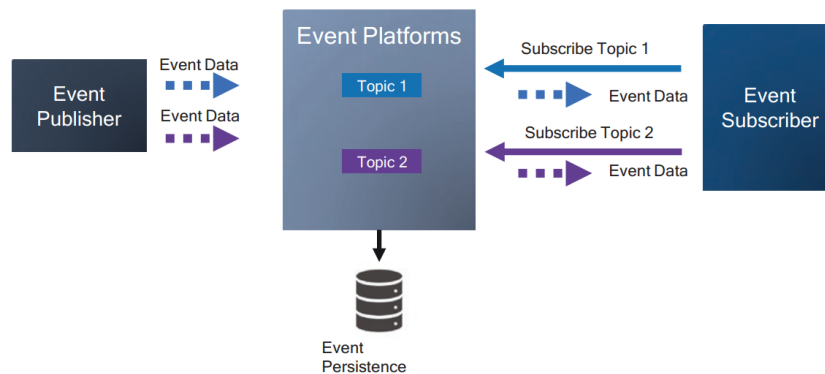 Event Platforms
Event Data
Event Data
Event
Publisher
Topic 1
Topic 2
Subscribe Topic 1
Event Data
Subscribe Topic 2
Event Data
Event
Subscriber
Event
Persistence